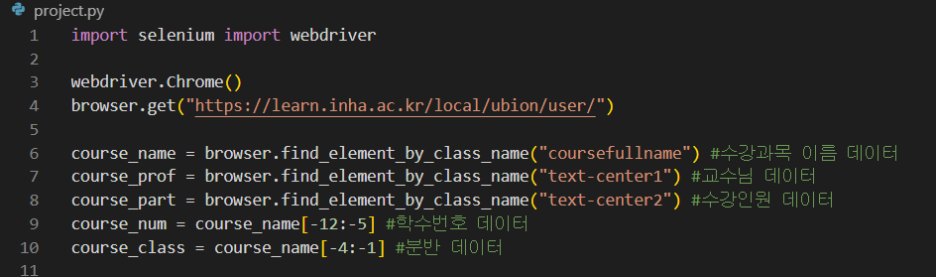 project.py
1 import selenium import webdriver
2
3 webdriver.Chrome()
4 browser.get("https://learn.inha.ac.kr/local/ubion/user/")
5
6 course_name = browser.find_element_by_class_name("coursefullname") #수강과목 이름 데이터
7 course_prof = browser.find_element_by_class_name("text-center1") #교수님 데이터
8 course_part = browser.find_element_by_class_name("text-center2") #수강인원 데이터
9 course_num = course_name[-12:-5] #학수번호 데이터
10 course_class = course_name[-4:-1] #분반 데이터
11